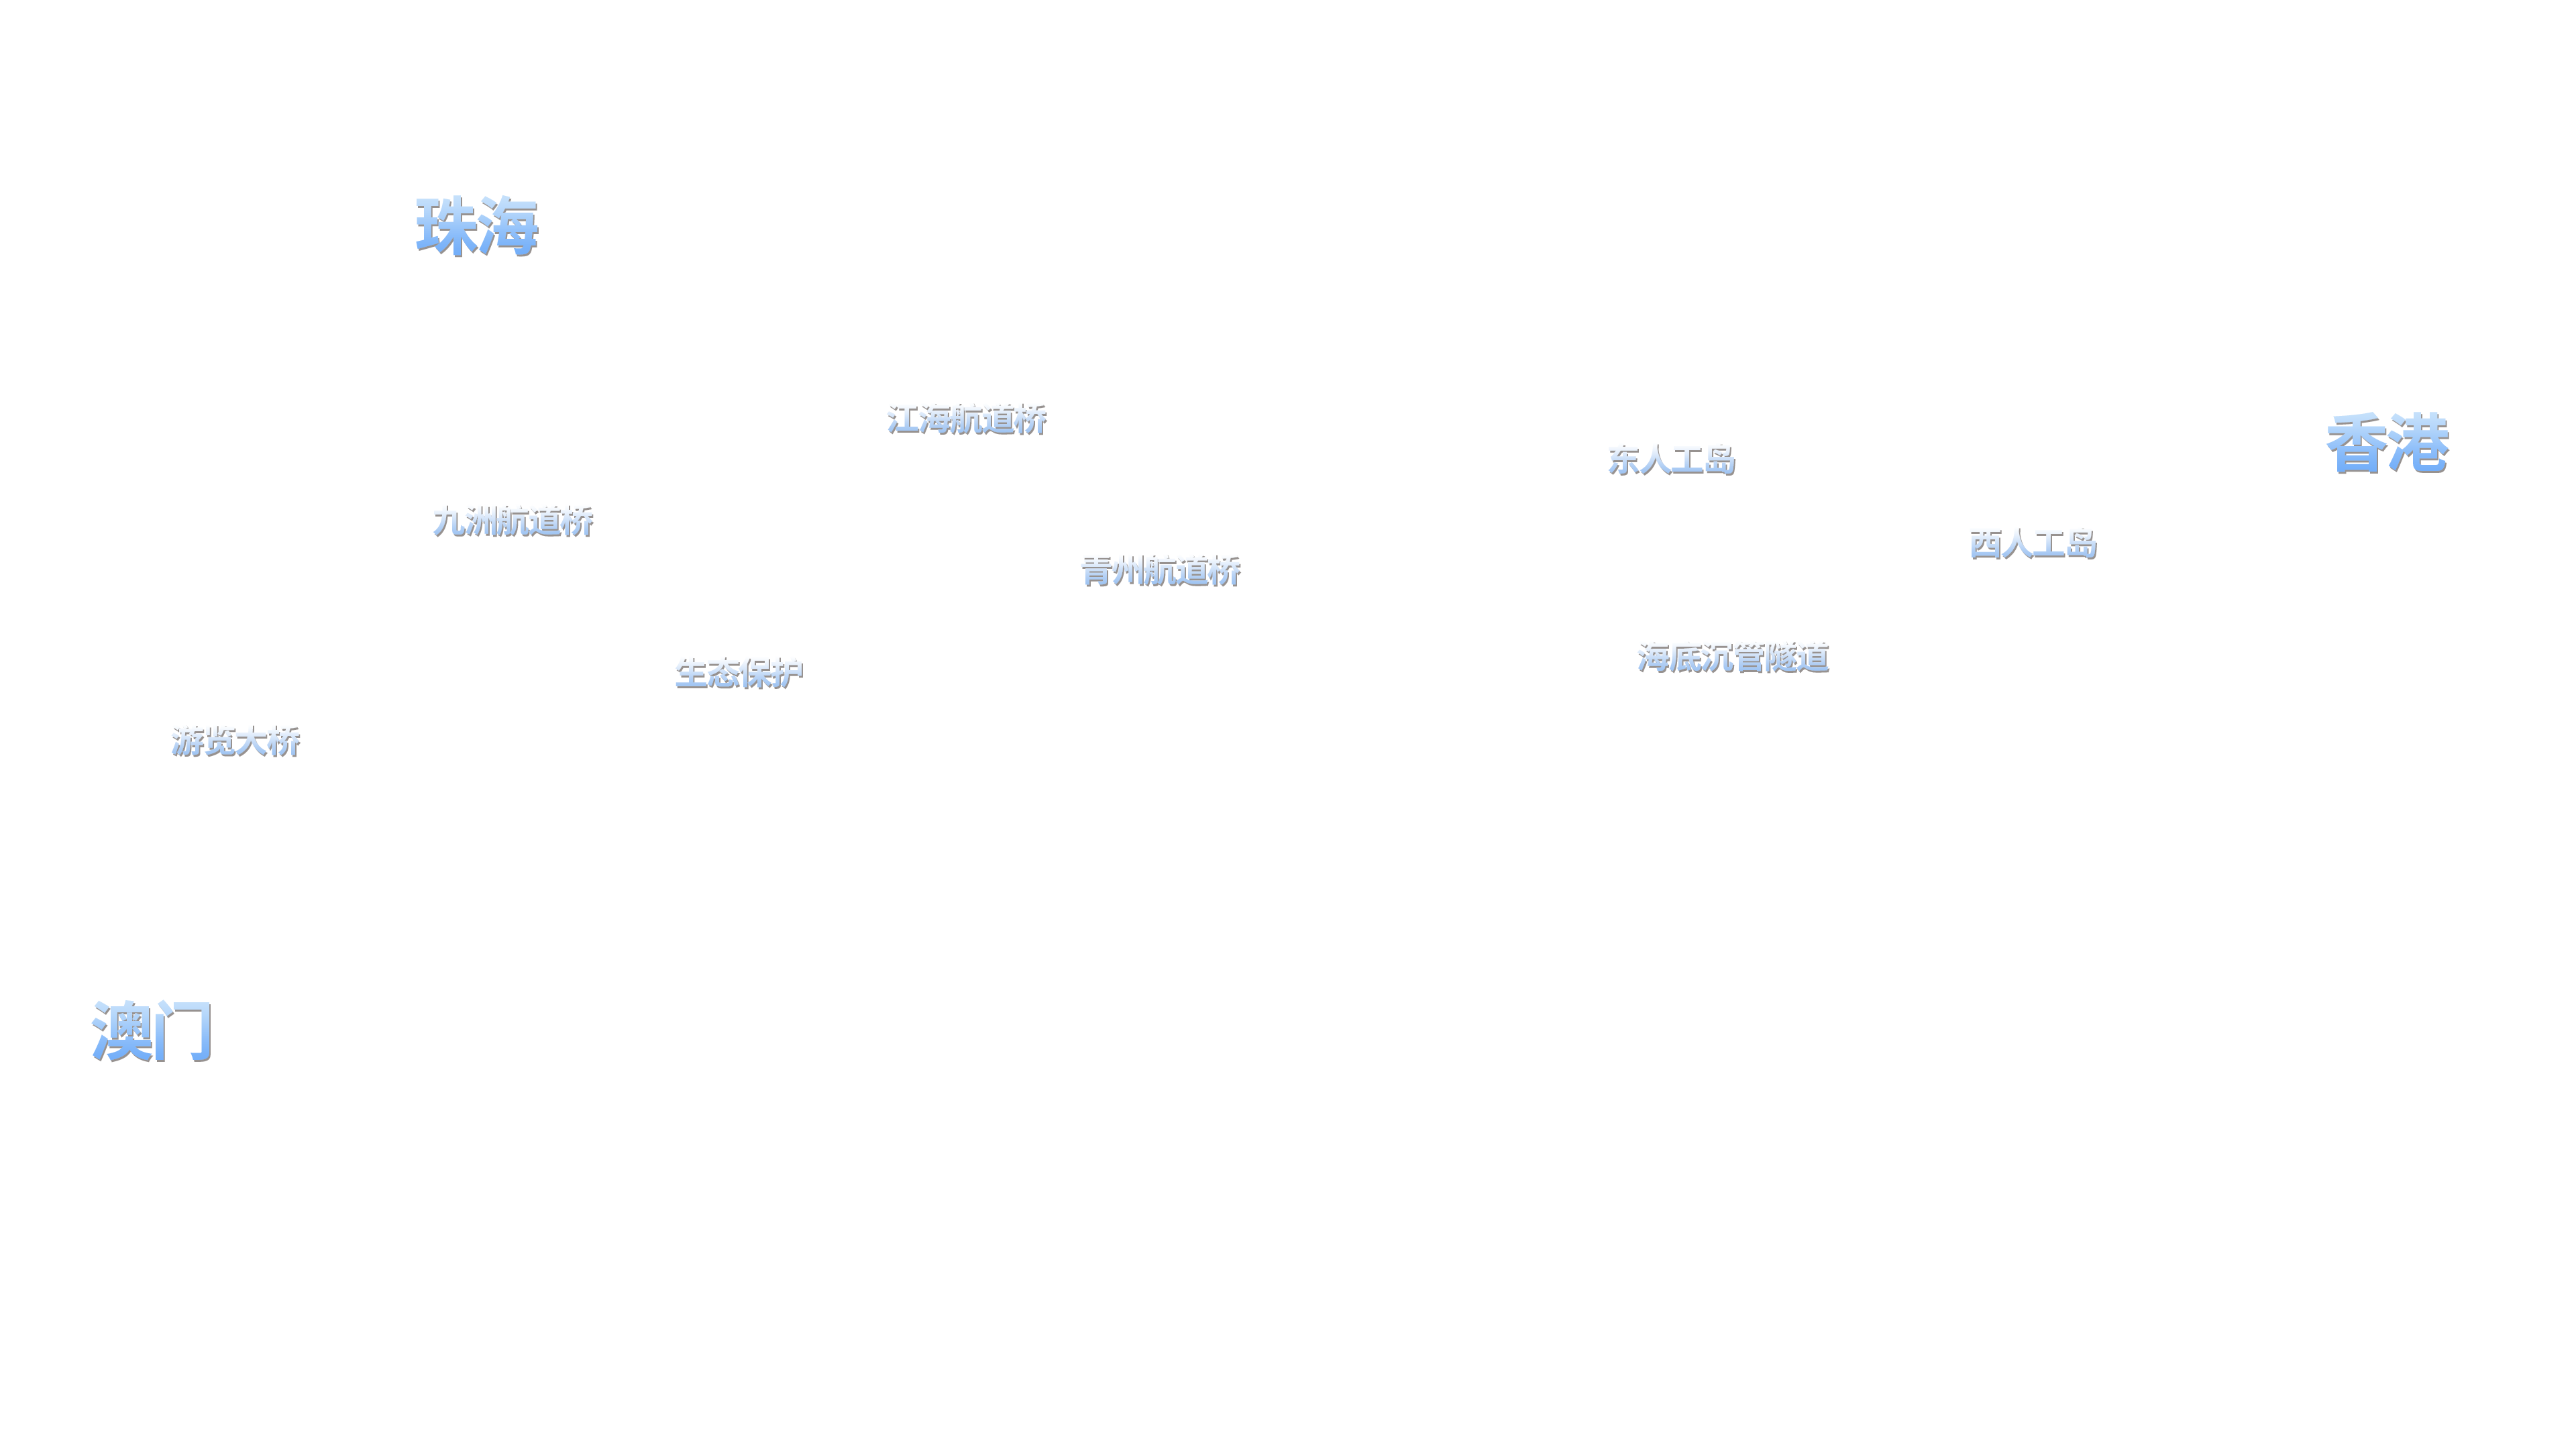 珠海
江海航道桥
香港
东人工岛
九洲航道桥
西人工岛
青州航道桥
海底沉管隧道
生态保护
游览大桥
澳门